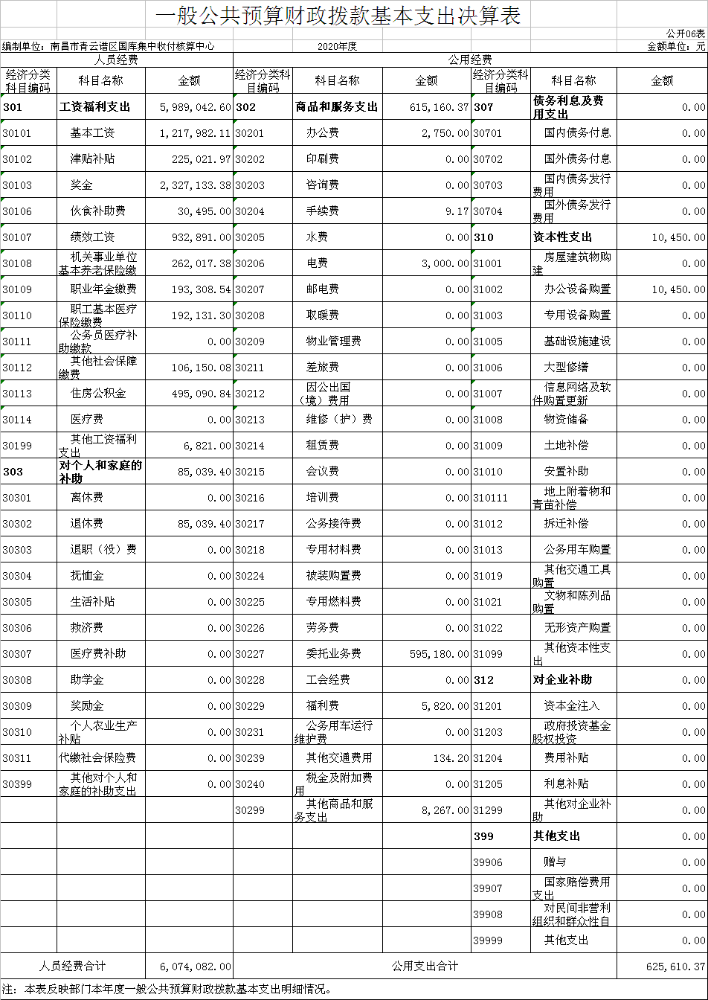 一般公共预算财政拨款基本支出决算表
公开06表
编制单位：南昌市青云谱区国库集中收付核算中心 2020年度 金额单位：元
人员经费 公用经费
经济分类科目编码 科目名称 金额 经济分类科目编码 科目名称 金额 经济分类科目编码 科目名称 金额
301 工资福利支出 5,989,042.60 302 商品和服务支出 615,160.37 307 债务利息及费用支出 0.00
30101 基本工资 1,217,982.11 30201 办公费 2,750.00 30701 国内债务付息 0.00
30102 津贴补贴 225,021.97 30202 印刷费 0.00 30702 国外债务付息 0.00
30103 奖金 2,327,133.38 30203 咨询费 0.00 30703 国内债务发行费用 0.00
30106 伙食补助费 30,495.00 30204 手续费 9.17 30704 国外债务发行费用 0.00
30107 绩效工资 932,891.00 30205 水费 0.00 310 资本性支出 10,450.00
30108 机关事业单位基本养老保险缴 262,017.38 30206 电费 3,000.00 31001 房屋建筑物购建 0.00
30109 职业年金缴费 193,308.54 30207 邮电费 0.00 31002 办公设备购置 10,450.00
30110 职工基本医疗保险缴费 192,131.30 30208 取暖费 0.00 31003 专用设备购置 0.00
30111 公务员医疗补助缴款 0.00 30209 物业管理费 0.00 31005 基础设施建设 0.00
30112 其他社会保障缴费 106,150.08 30211 差旅费 0.00 31006 大型修缮 0.00
30113 住房公积金 495,090.84 30212 因公出国（境）费用 0.00 31007 信息网络及软件购置更新 0.00
30114 医疗费 0.00 30213 维修（护）费 0.00 31008 物资储备 0.00
30199 其他工资福利支出 6,821.00 30214 租赁费 0.00 31009 土地补偿 0.00
303 对个人和家庭的补助 85,039.40 30215 会议费 0.00 31010 安置补助 0.00
30301 离休费 0.00 30216 培训费 0.00 310111 地上附着物和青苗补偿 0.00
30302 退休费 85,039.40 30217 公务接待费 0.00 31012 拆迁补偿 0.00
30303 退职（役）费 0.00 30218 专用材料费 0.00 31013 公务用车购置 0.00
30304 抚恤金 0.00 30224 被装购置费 0.00 31019 其他交通工具购置 0.00
30305 生活补贴 0.00 30225 专用燃料费 0.00 31021 文物和陈列品购置 0.00
30306 救济费 0.00 30226 劳务费 0.00 31022 无形资产购置 0.00
30307 医疗费补助 0.00 30227 委托业务费 595,180.00 31099 其他资本性支出 0.00
30308 助学金 0.00 30228 工会经费 0.00 312 对企业补助 0.00
30309 奖励金 0.00 30229 福利费 5,820.00 31201 资本金注入 0.00
30310 个人农业生产补贴 0.00 30231 公务用车运行维护费 0.00 31203 政府投资基金股权投资 0.00
30311 代缴社会保险费 0.00 30239 其他交通费用 134.20 31204 费用补贴 0.00
30399 其他对个人和家庭的补助支出 0.00 30240 税金及附加费用 0.00 31205 利息补贴 0.00
30299 其他商品和服务支出 8,267.00 31299 其他对企业补助 0.00
399 其他支出 0.00
39906 赠与 0.00
39907 国家赔偿费用支出 0.00
39908 对民间非营利组织和群众性自 0.00
39999 其他支出 0.00
人员经费合计 6,074,082.00 公用支出合计 625,610.37
注：本表反映部门本年度一般公共预算财政拨款基本支出明细情况。